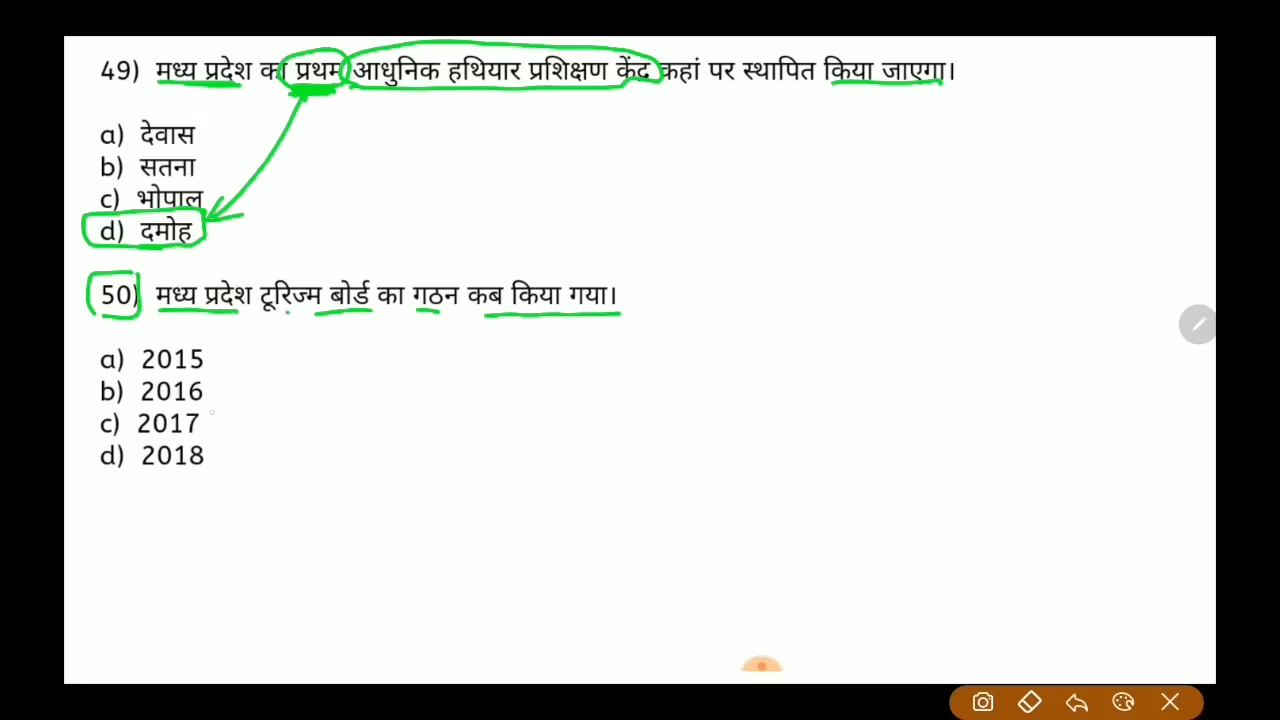 49) मध्य प्रदेश का प्रथम आधुनिक हथियार प्रशिक्षण केंद कहां पर स्थापित किया जाएगा।
a) देवास
b) सतना
c) भोपाल
d) दमोह
50) मध्य प्रदेश टूरिज्म बोर्ड का गठन कब किया गया।
a) 2015
b) 2016
c) 2017
d) 2018